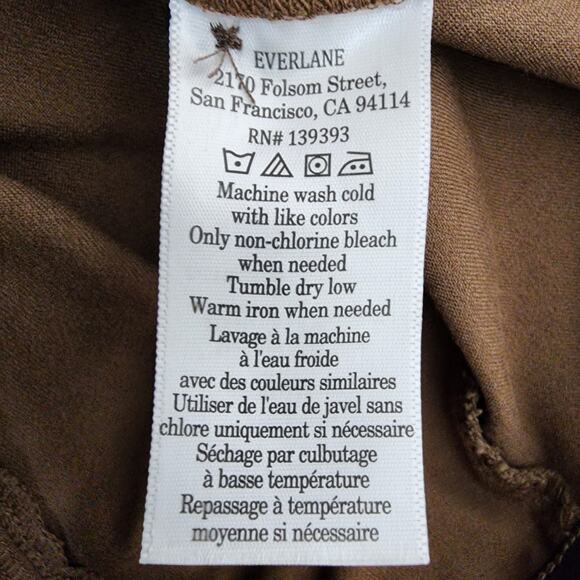 EVERLANE
2170 Folsom Street,
San Francisco, CA 94114
RN# 139393
Machine wash cold
with like colors
Only non-chlorine bleach
when needed
Tumble dry low
Warm iron when needed
Lavage à la machine
à l'eau froide
avec des couleurs similaires
Utiliser de l'eau de javel sans
chlore uniquement si nécessaire
Séchage par culbutage
à basse température
Repassage à température
moyenne si nécessaire